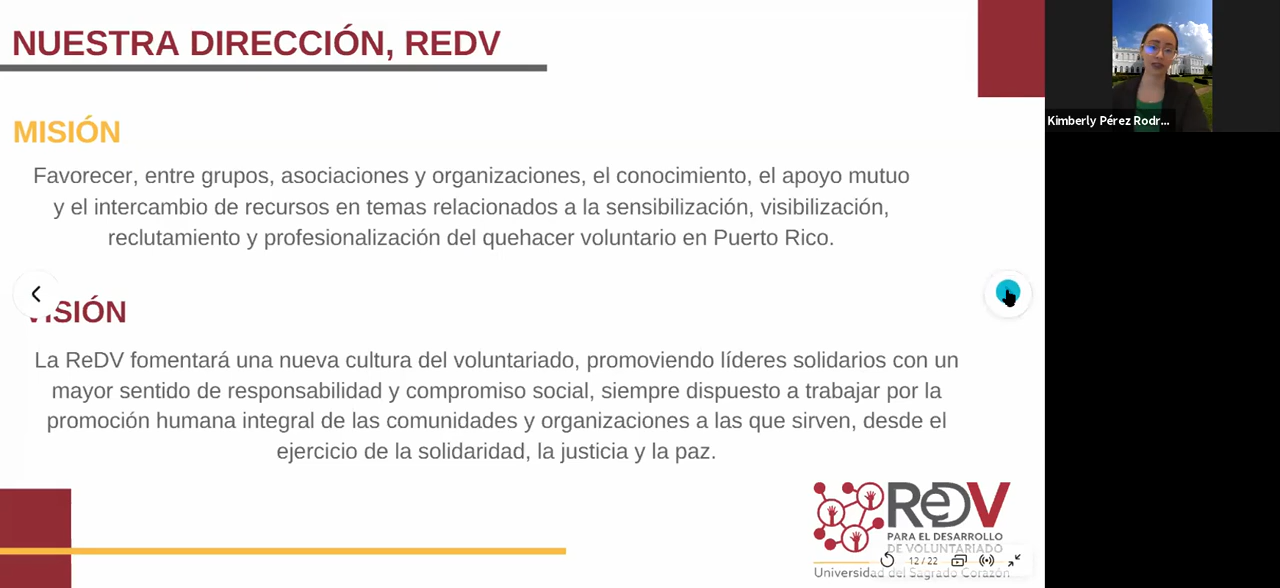 NUESTRA DIRECCIÓN, REDV
MISIÓN
Favorecer, entre grupos, asociaciones y organizaciones, el conocimiento, el apoyo mutuo
y el intercambio de recursos en temas relacionados a la sensibilización, visibilización,
reclutamiento y profesionalización del quehacer voluntario en Puerto Rico.
VISIÓN
La ReDV fomentará una nueva cultura del voluntariado, promoviendo líderes solidarios con un
mayor sentido de responsabilidad y compromiso social, siempre dispuesto a trabajar por la
promoción humana integral de las comunidades y organizaciones a las que sirven, desde el
ejercicio de la solidaridad, la justicia y la paz.
ReDV
PARA EL DESARROLLO
DE VOLUNTARIADO
12 / 22
Universidad del Sagrado Corazón
Kimberly Pérez Rodr...